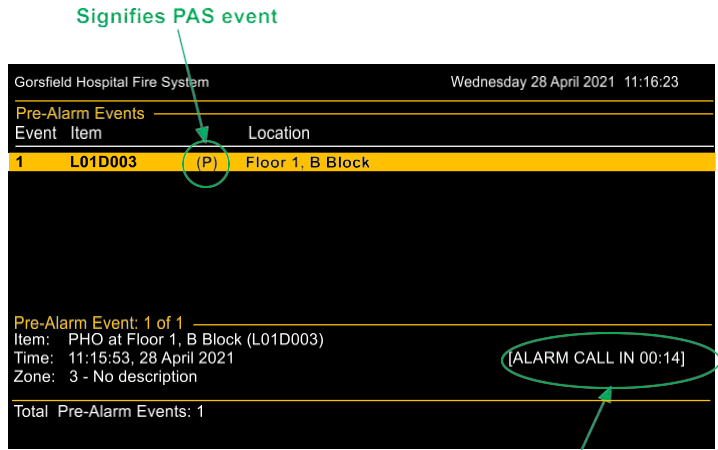 Signifies PAS event
Gorsfield Hospital Fire System Wednesday 28 April 2021 11:16:23
Pre-Alarm Events
Event Item Location
1 L01D003 (P) Floor 1, B Block
Pre-Alarm Event: 1 of 1
Item: PHO at Floor 1, B Block (L01D003)
Time: 11:15:53, 28 April 2021 [ALARM CALL IN 00:14]
Zone: 3 - No description
Total Pre-Alarm Events: 1